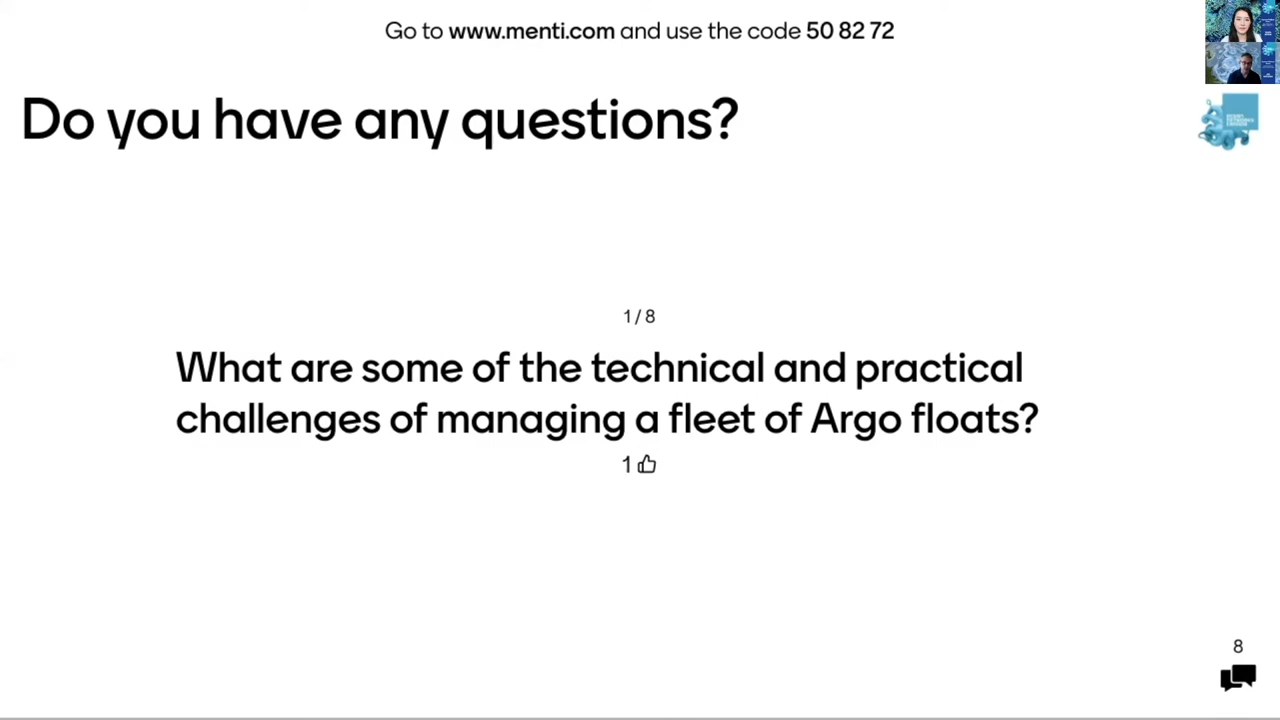 Go to www.menti.com and use the code 50 82 72
Do you have any questions?
1 / 8
What are some of the technical and practical
challenges of managing a fleet of Argo floats?
1
8